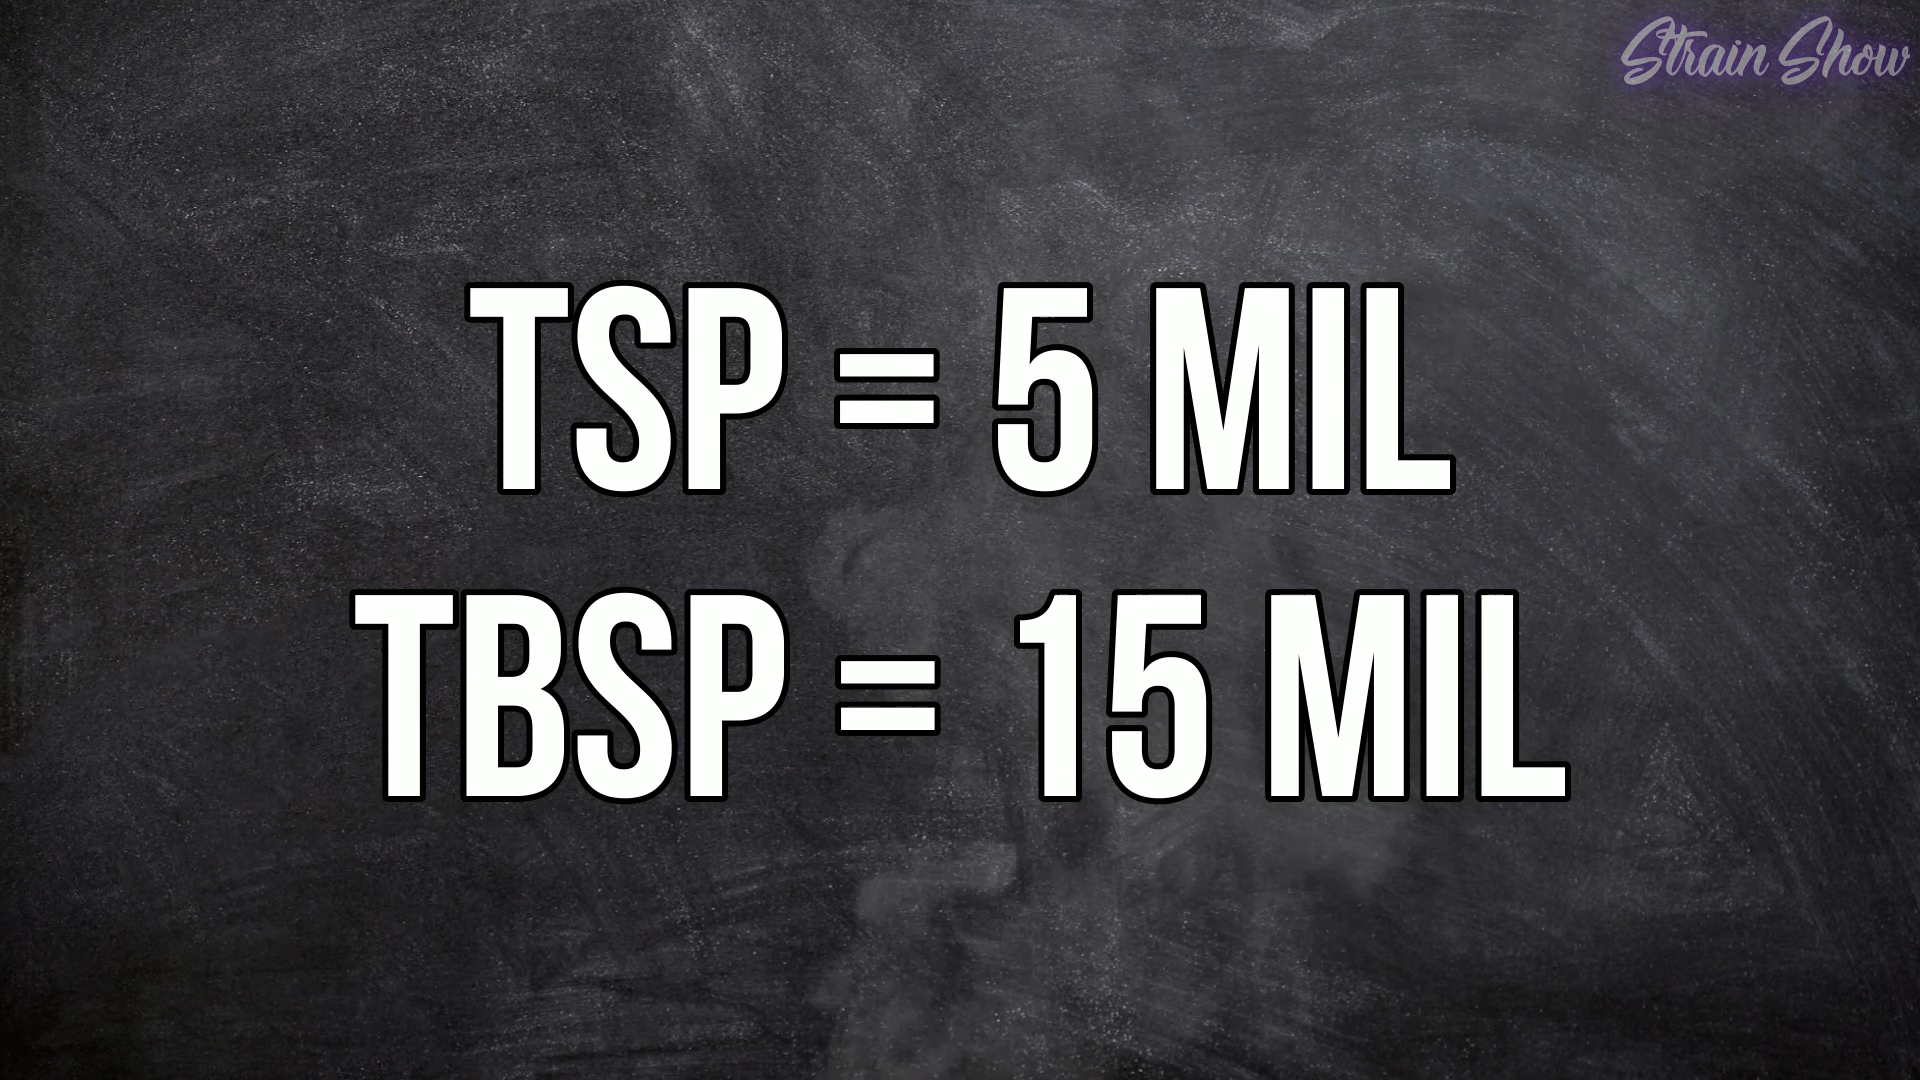 Strain Show
TSP = 5 MIL
TBSP = 15 MIL